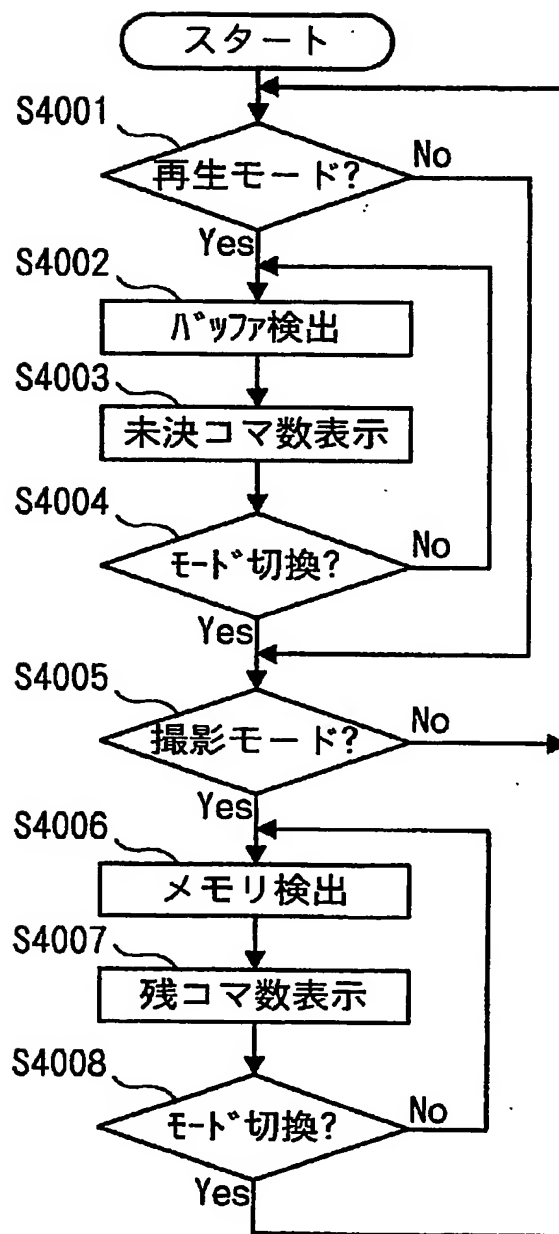 スタート
S4001
再生モード?
No
Yes
S4002
バッファ検出
S4003
未決コマ数表示
S4004
モード切換?
No
Yes
S4005
撮影モード?
No
Yes
S4006
メモリ検出
S4007
残コマ数表示
S4008
モード切換?
No
Yes